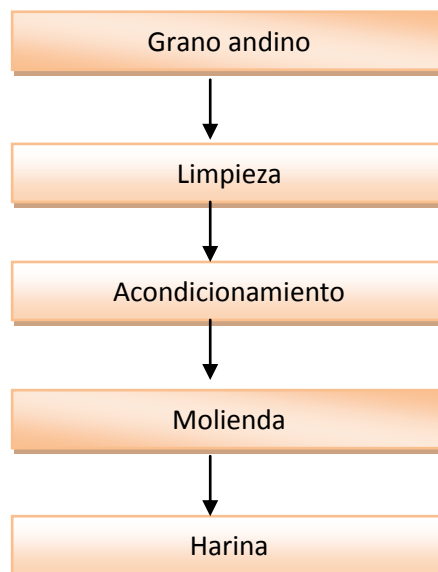 Grano andino
Limpieza
Acondicionamiento
Molienda
Harina